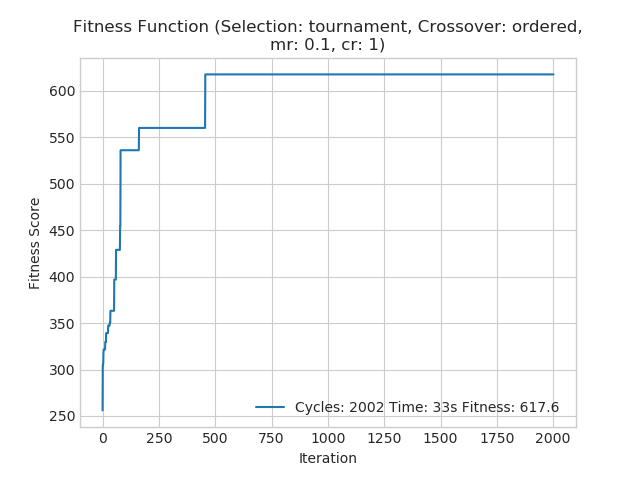 Fitness Function (Selection: tournament, Crossover: ordered,
mr: 0.1, cr: 1)
600
550
500
450
400
350
300
250
Fitness Score
Cycles: 2002 Time: 33s Fitness: 617.6
0 250 500 750 1000 1250 1500 1750 2000
Iteration